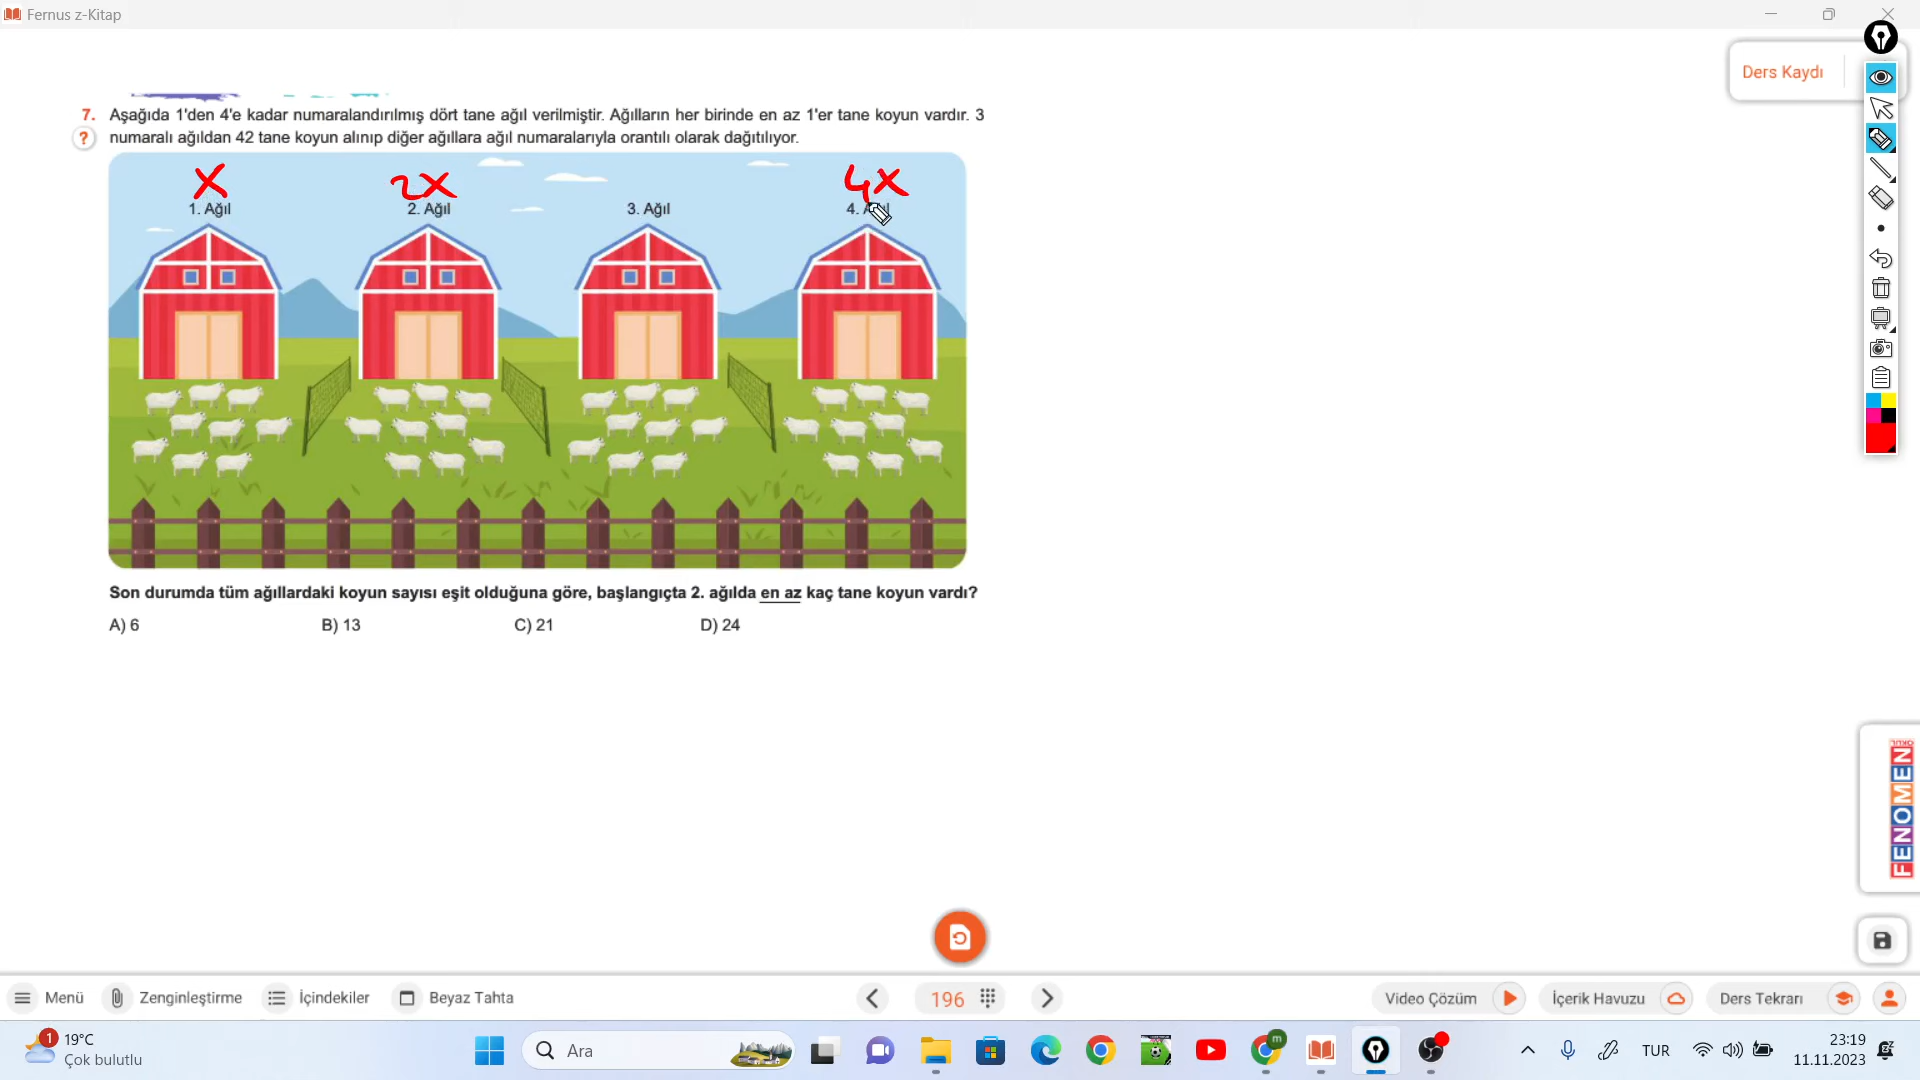 Fernus z-Kitap
Ders Kaydı
7. Aşağıda 1'den 4'e kadar numaralandırılmış dört tane ağıl verilmiştir. Ağılların her birinde en az 1'er tane koyun vardır. 3
? numaralı ağıldan 42 tane koyun alınıp diğer ağıllara ağıl numaralarıyla orantılı olarak dağıtılıyor.
X 2X 4X
1. Ağıl 2. Ağıl 3. Ağıl 4.
Son durumda tüm ağıllardaki koyun sayısı eşit olduğuna göre, başlangıçta 2. ağılda en az kaç tane koyun vardı?
A) 6 B) 13 C) 21 D) 24
FENOMEN
OKUL
Menü Zenginleştirme İçindekiler Beyaz Tahta 196 Video Çözüm İçerik Havuzu Ders Tekrarı
1 19°C
Çok bulutlu
Ara
m
TUR
23:19
11.11.2023